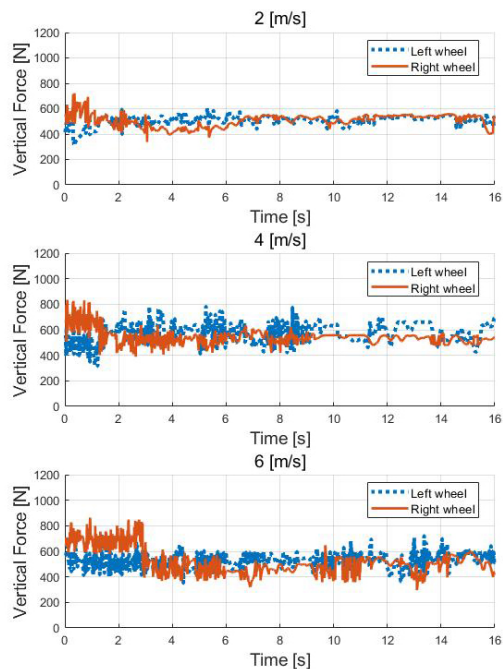 2 [m/s]
Vertical Force [N]
1200
1000
800
600
400
200
0
Left wheel
Right wheel
0 2 4 6 8 10 12 14 16
Time [s]
4 [m/s]
Vertical Force [N]
1200
1000
800
600
400
200
0
Left wheel
Right wheel
0 2 4 6 8 10 12 14 16
Time [s]
6 [m/s]
Vertical Force [N]
1200
1000
800
600
400
200
0
Left wheel
Right wheel
0 2 4 6 8 10 12 14 16
Time [s]